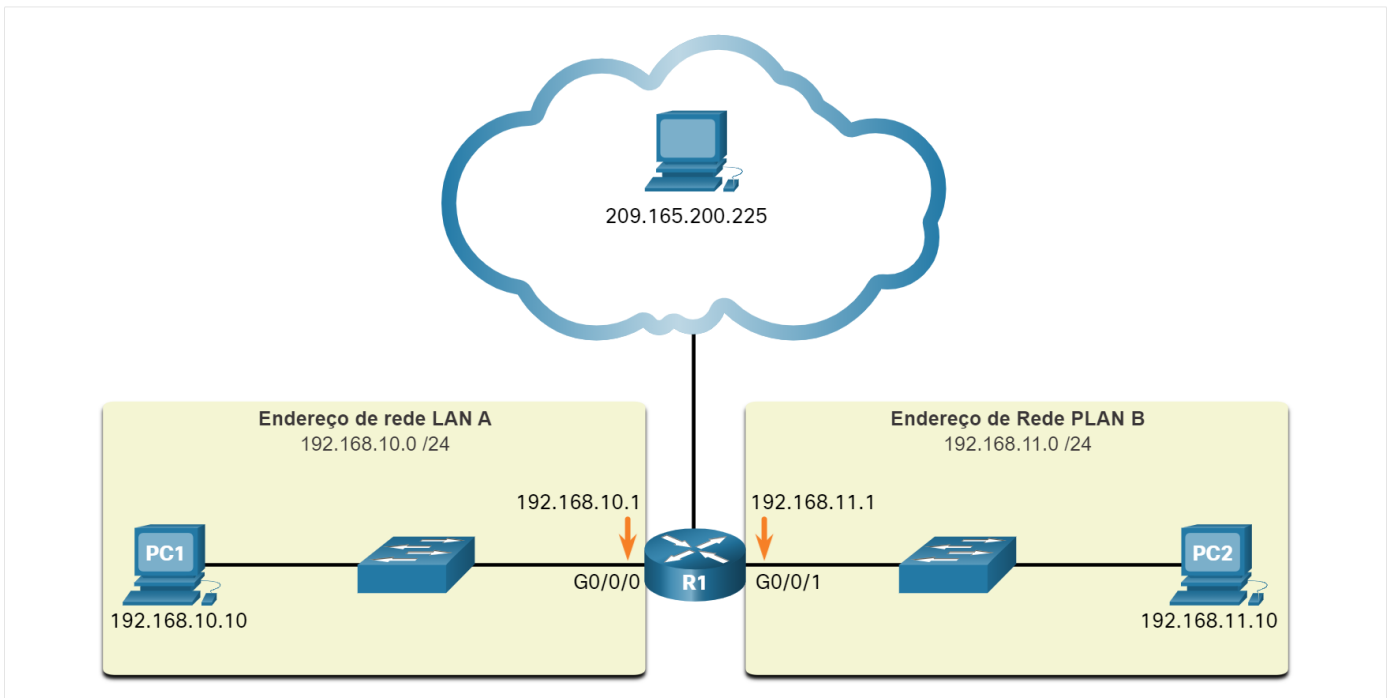 209.165.200.225
Endereço de rede LAN A
192.168.10.0 /24
Endereço de Rede PLAN B
192.168.11.0 /24
192.168.10.1
192.168.11.1
PC1
G0/0/0
R1
G0/0/1
PC2
192.168.10.10
192.168.11.10